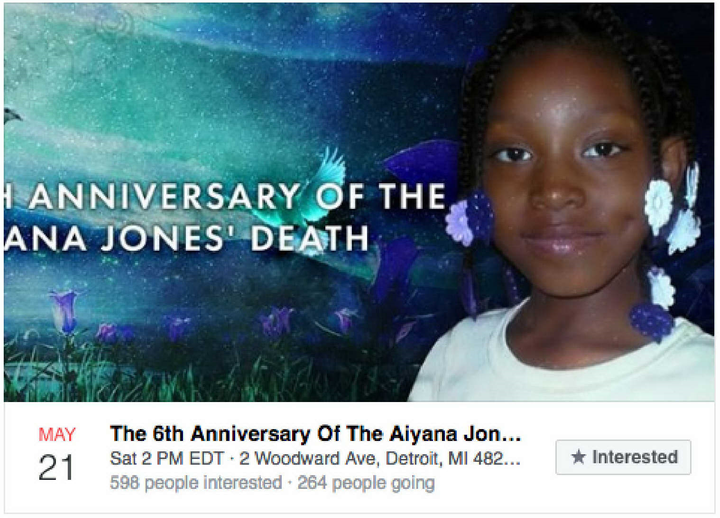 H ANNIVERSARY OF THE
ANA JONES' DEATH
MAY
21
The 6th Anniversary Of The Aiyana Jon...
Sat 2 PM EDT · 2 Woodward Ave, Detroit, MI 482...
598 people interested · 264 people going
★ Interested